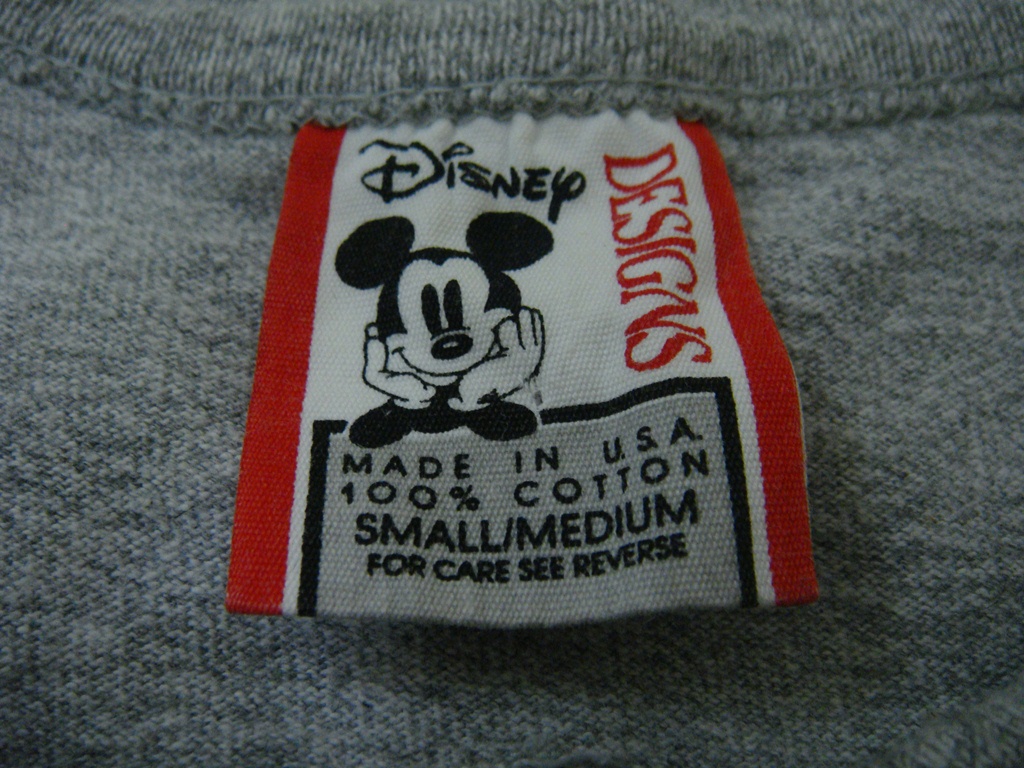 Disney
DESIGNS
MADE IN U.S.A.
100% COTTON
SMALL/MEDIUM
FOR CARE SEE REVERSE